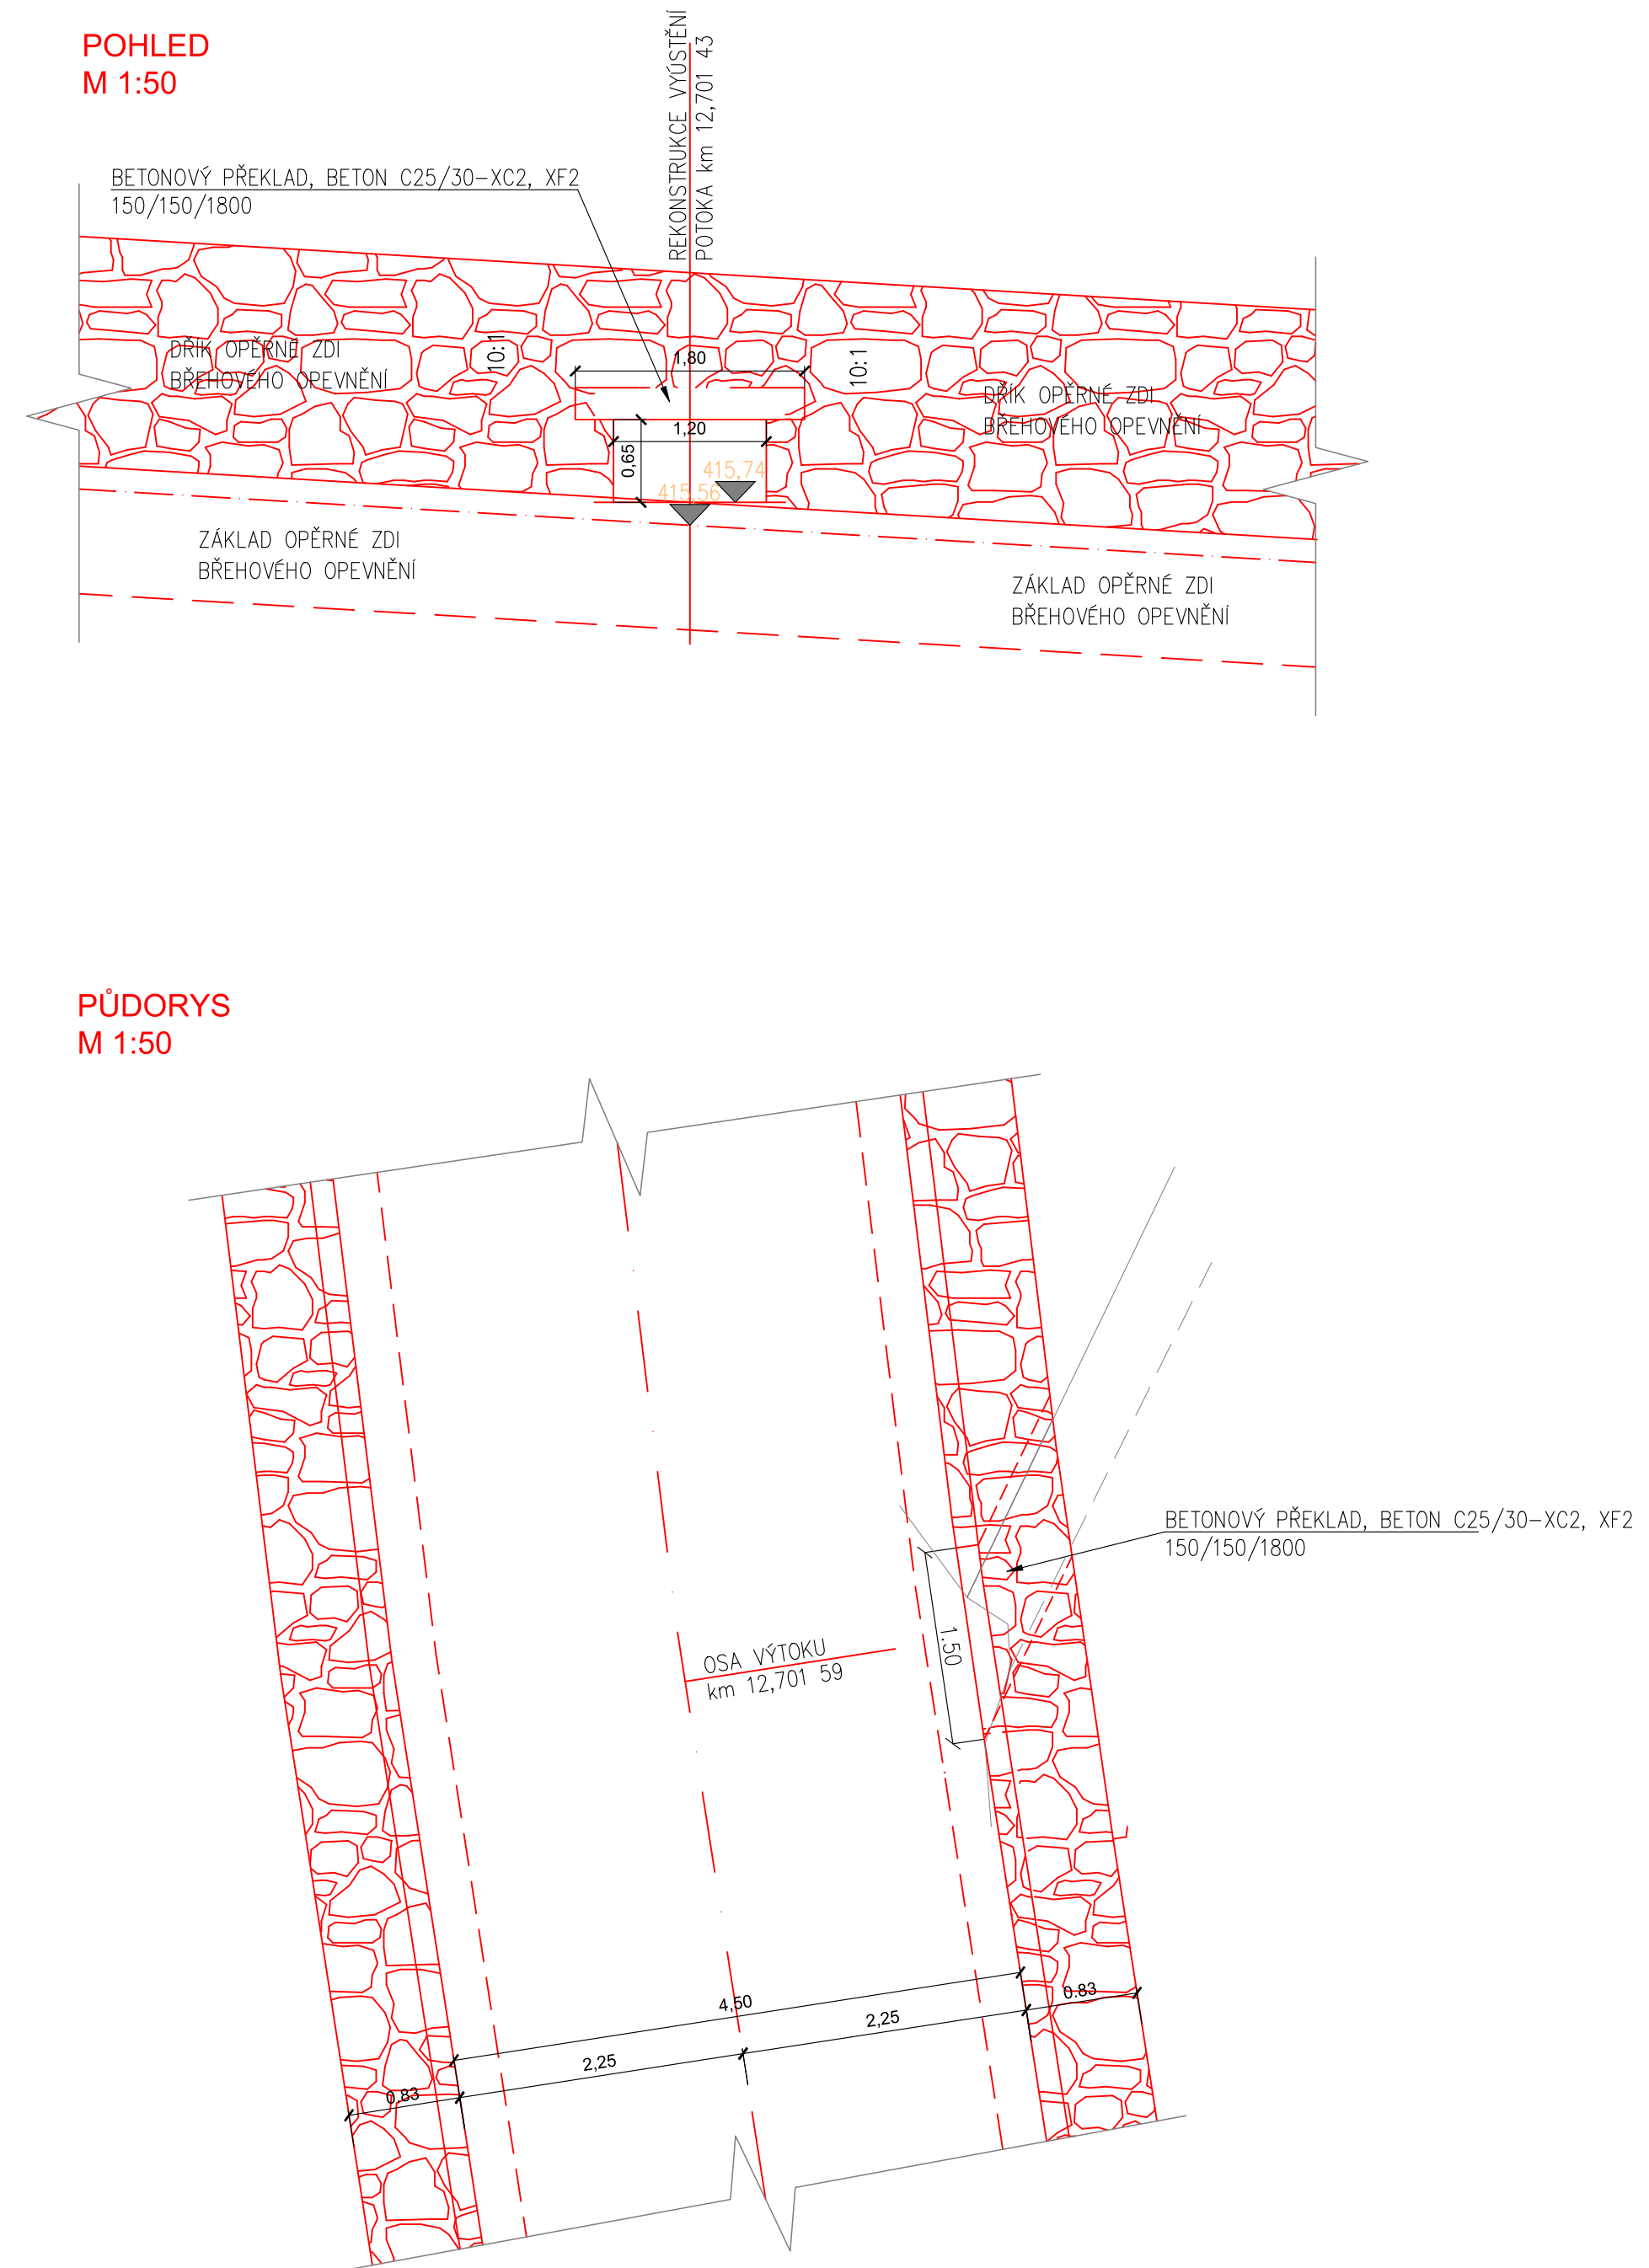 POHLED
M 1:50
REKONSTRUKCE VYÚSTĚNÍ
POTOKA km 12,701 43
BETONOVÝ PŘEKLAD, BETON C25/30-XC2, XF2
150/150/1800
DŘÍK OPĚRNÉ ZDI
BŘEHOVÉHO OPEVNĚNÍ
10:1
1,80
10:1
DŘÍK OPĚRNÉ ZDI
BŘEHOVÉHO OPEVNĚNÍ
1,20
0,65
415,74
415,56
ZÁKLAD OPĚRNÉ ZDI
BŘEHOVÉHO OPEVNĚNÍ
ZÁKLAD OPĚRNÉ ZDI
BŘEHOVÉHO OPEVNĚNÍ
PŮDORYS
M 1:50
BETONOVÝ PŘEKLAD, BETON C25/30-XC2, XF2
150/150/1800
1.50
OSA VÝTOKU
km 12,701 59
4,50
0.83
2,25
2,25
0.83